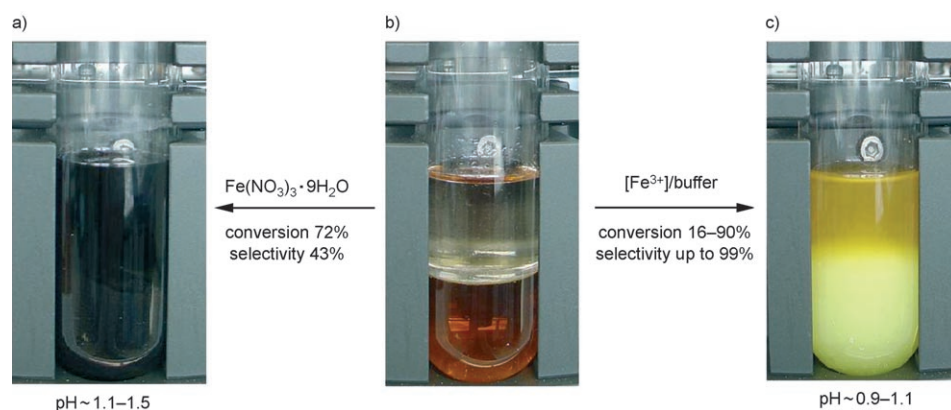 a)
b)
c)
Fe(NO₃)₃·9H₂O
conversion 72%
selectivity 43%
[Fe³⁺]/buffer
conversion 16–90%
selectivity up to 99%
pH ~ 1.1–1.5
pH ~ 0.9–1.1